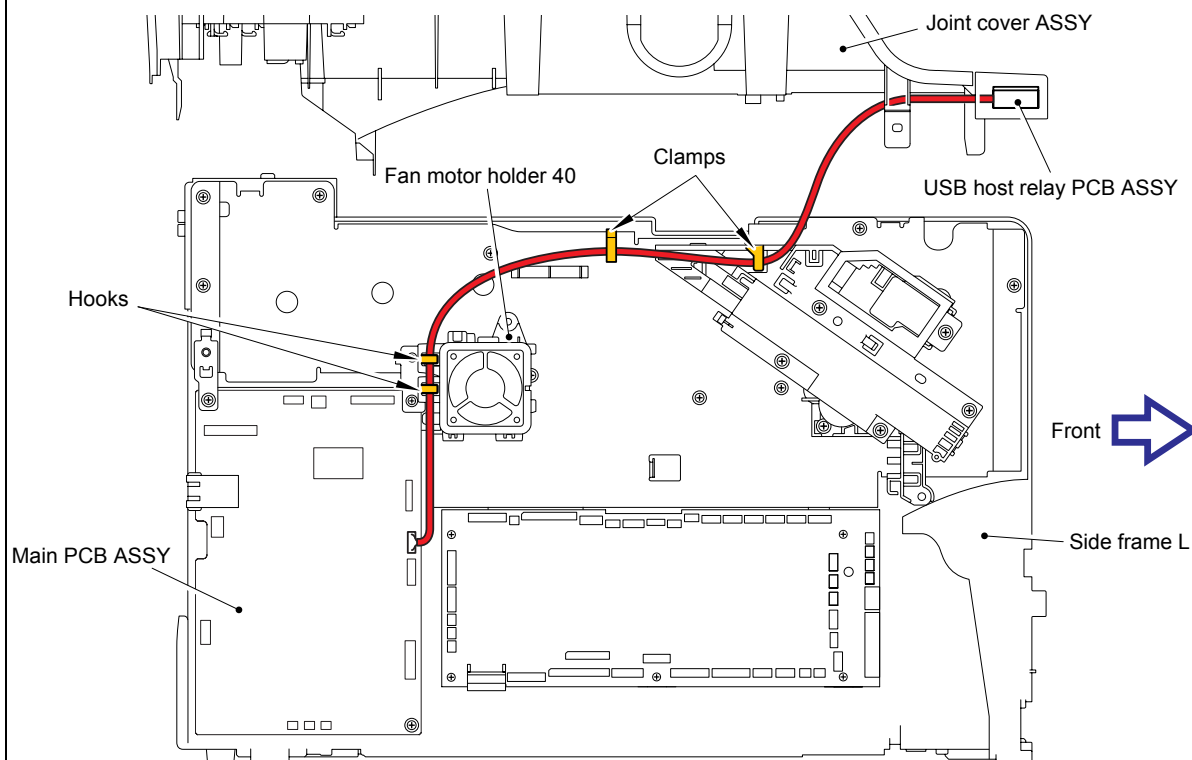 Joint cover ASSY
Clamps
Fan motor holder 40
USB host relay PCB ASSY
Hooks
Front
Main PCB ASSY
Side frame L